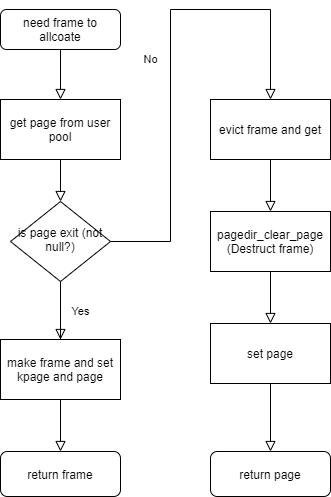 need frame to
allcoate
No
get page from user
pool
evict frame and get
is page exit (not
null?)
pagedir_clear_page
(Destruct frame)
Yes
make frame and set
kpage and page
set page
return frame
return page